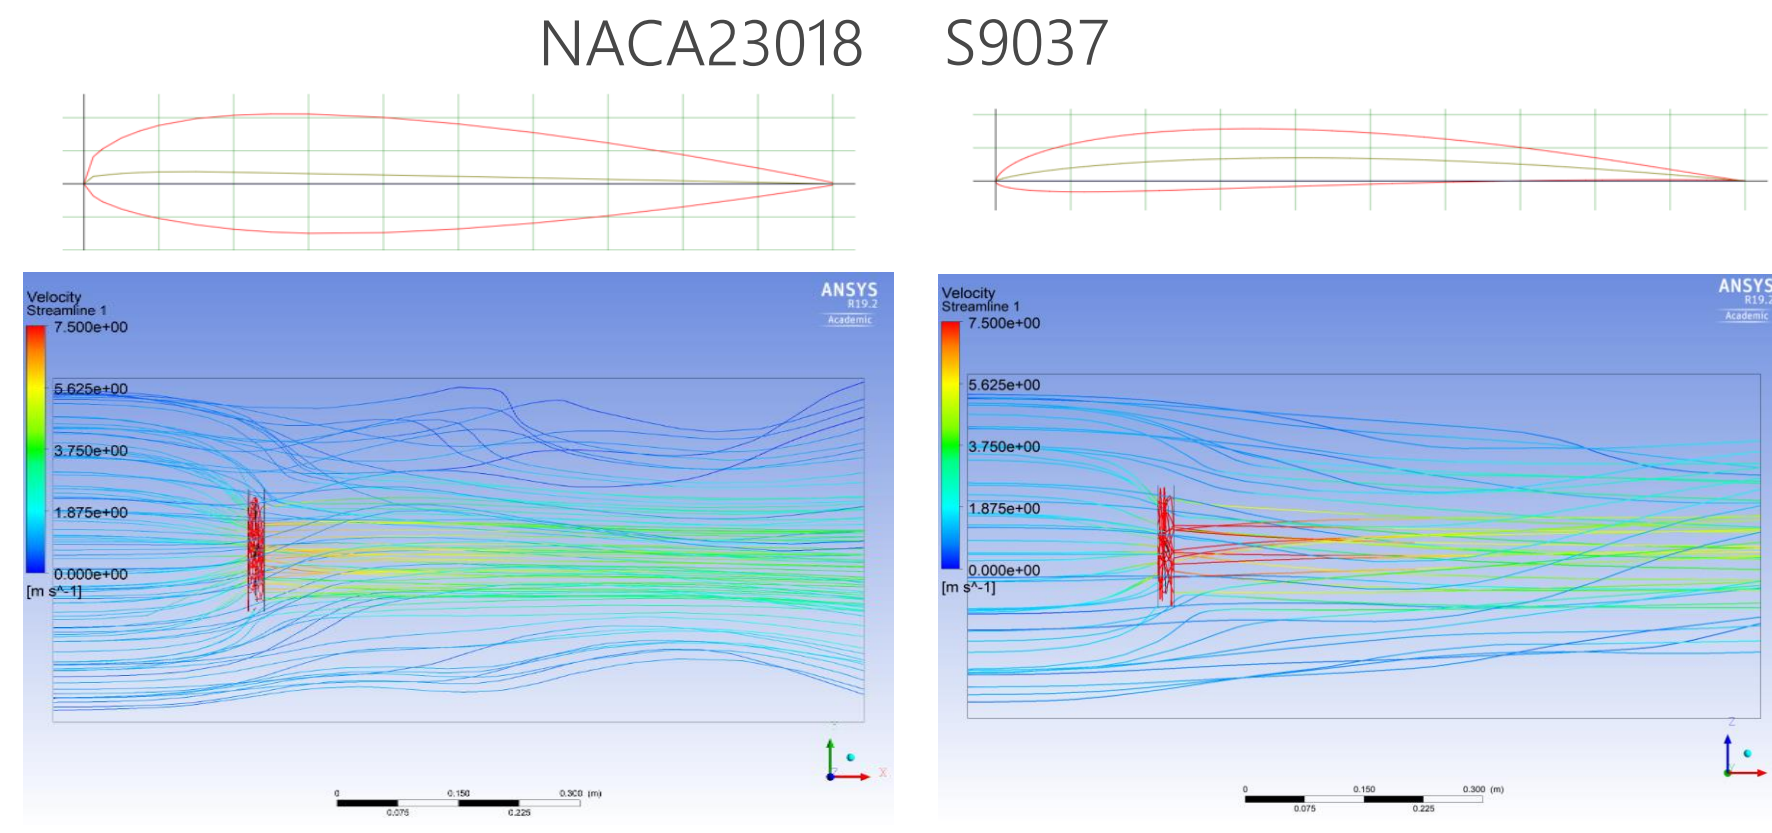 NACA23018
S9037
Velocity
Streamline 1
7.500e+00
5.625e+00
3.750e+00
1.875e+00
0.000e+00
[m s^-1]
ANSYS
R19.2
Academic
X
0 0.150 0.300 (m)
0.075 0.225
Velocity
Streamline 1
7.500e+00
5.625e+00
3.750e+00
1.875e+00
0.000e+00
[m s^-1]
ANSYS
R19.2
Academic
Z
0 0.150 0.300 (m)
0.075 0.225